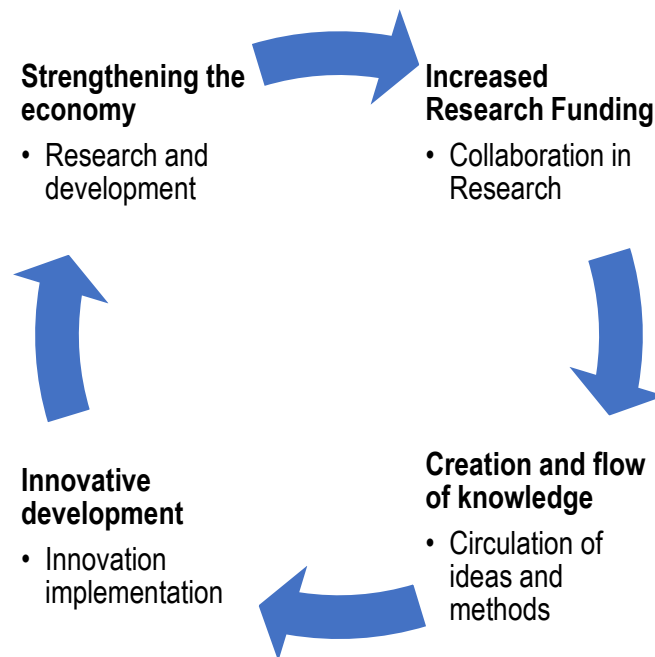 Strengthening the
economy
• Research and
development
Increased
Research Funding
• Collaboration in
Research
Creation and flow
of knowledge
• Circulation of
ideas and
methods
Innovative
development
• Innovation
implementation